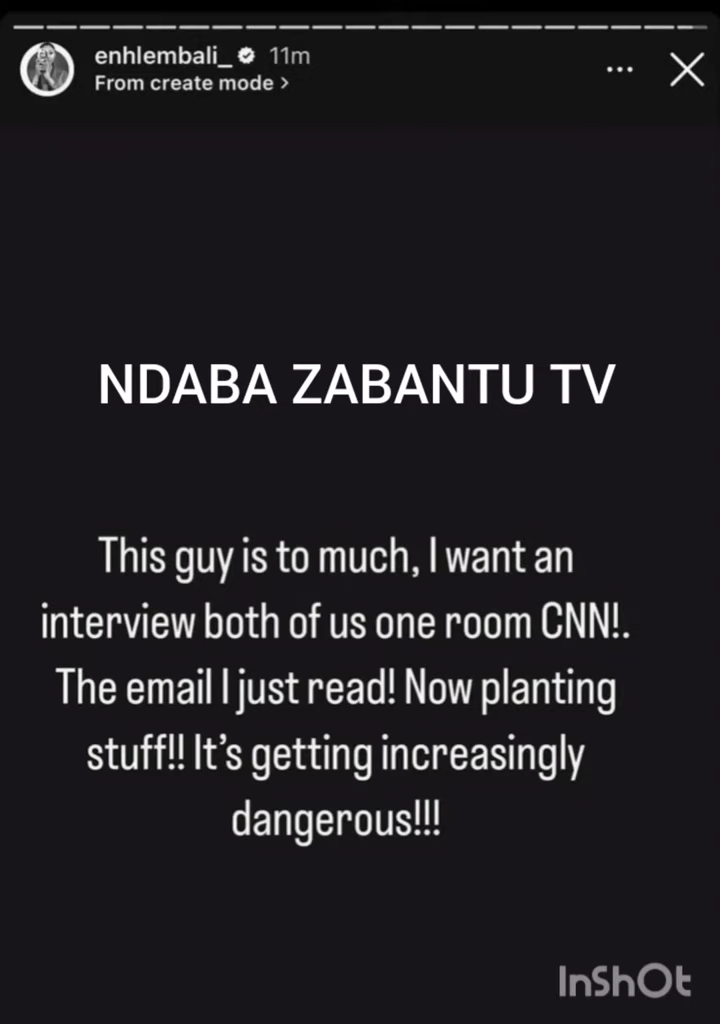 enhlembali_ 11m
From create mode >
NDABA ZABANTU TV
This guy is to much, I want an
interview both of us one room CNN!.
The email I just read! Now planting
stuff!! It's getting increasingly
dangerous!!!
InShOt